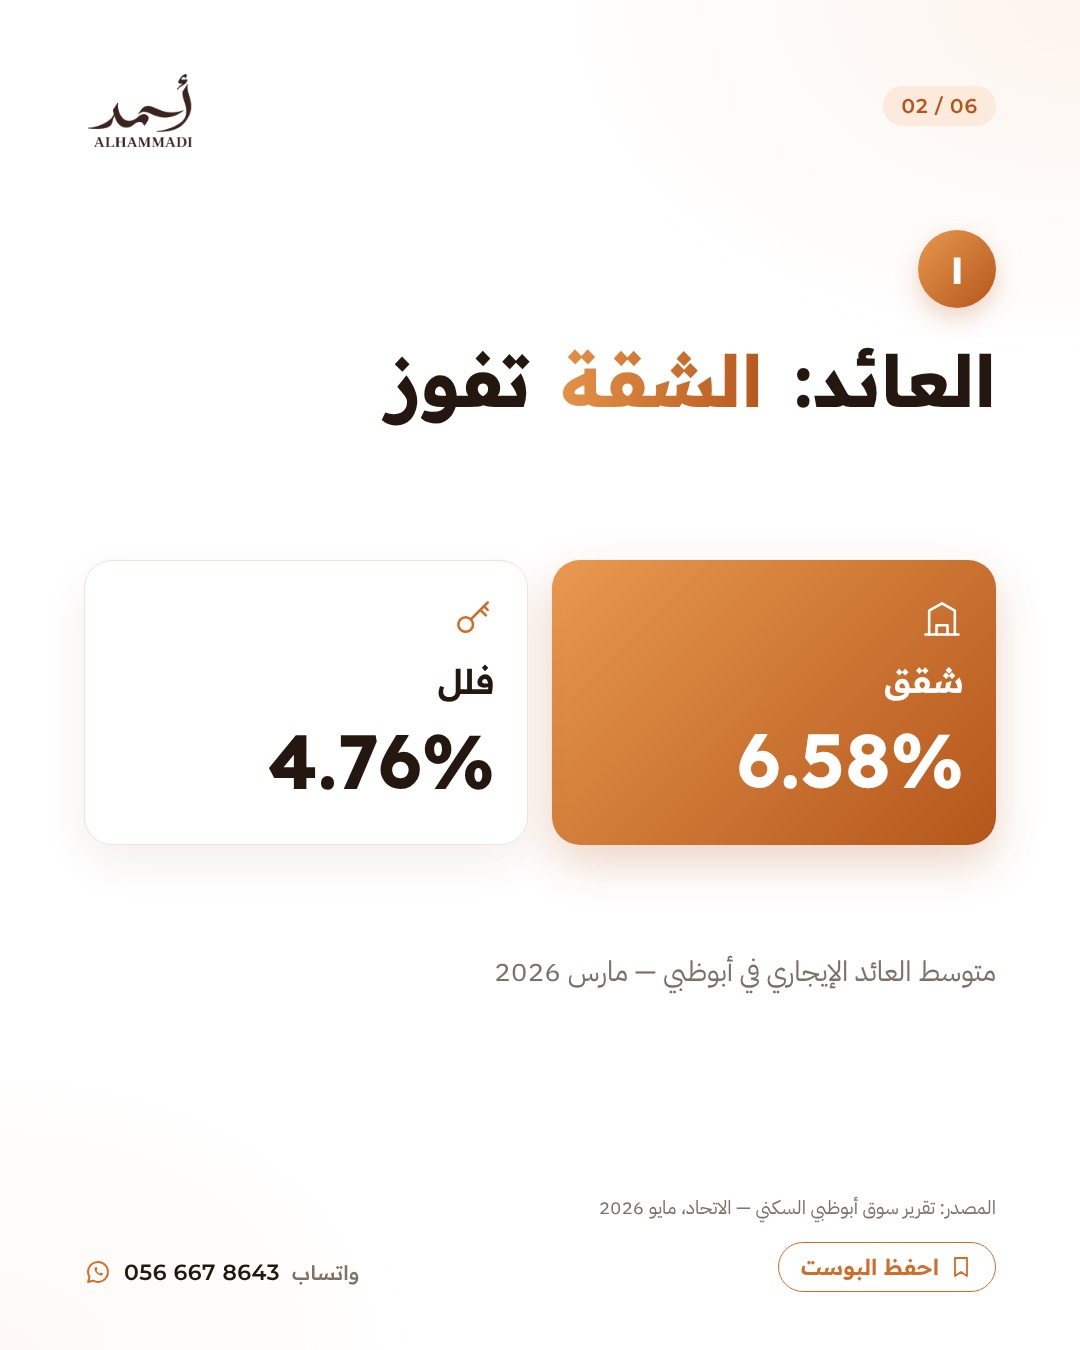 أحمد
ALHAMMADI
02 / 06
١
العائد: الشقة تفوز
شقق
6.58%
فلل
4.76%
متوسط العائد الإيجاري في أبوظبي — مارس 2026
المصدر: تقرير سوق أبوظبي السكني — الاتحاد، مايو 2026
احفظ البوست
واتساب 056 667 8643